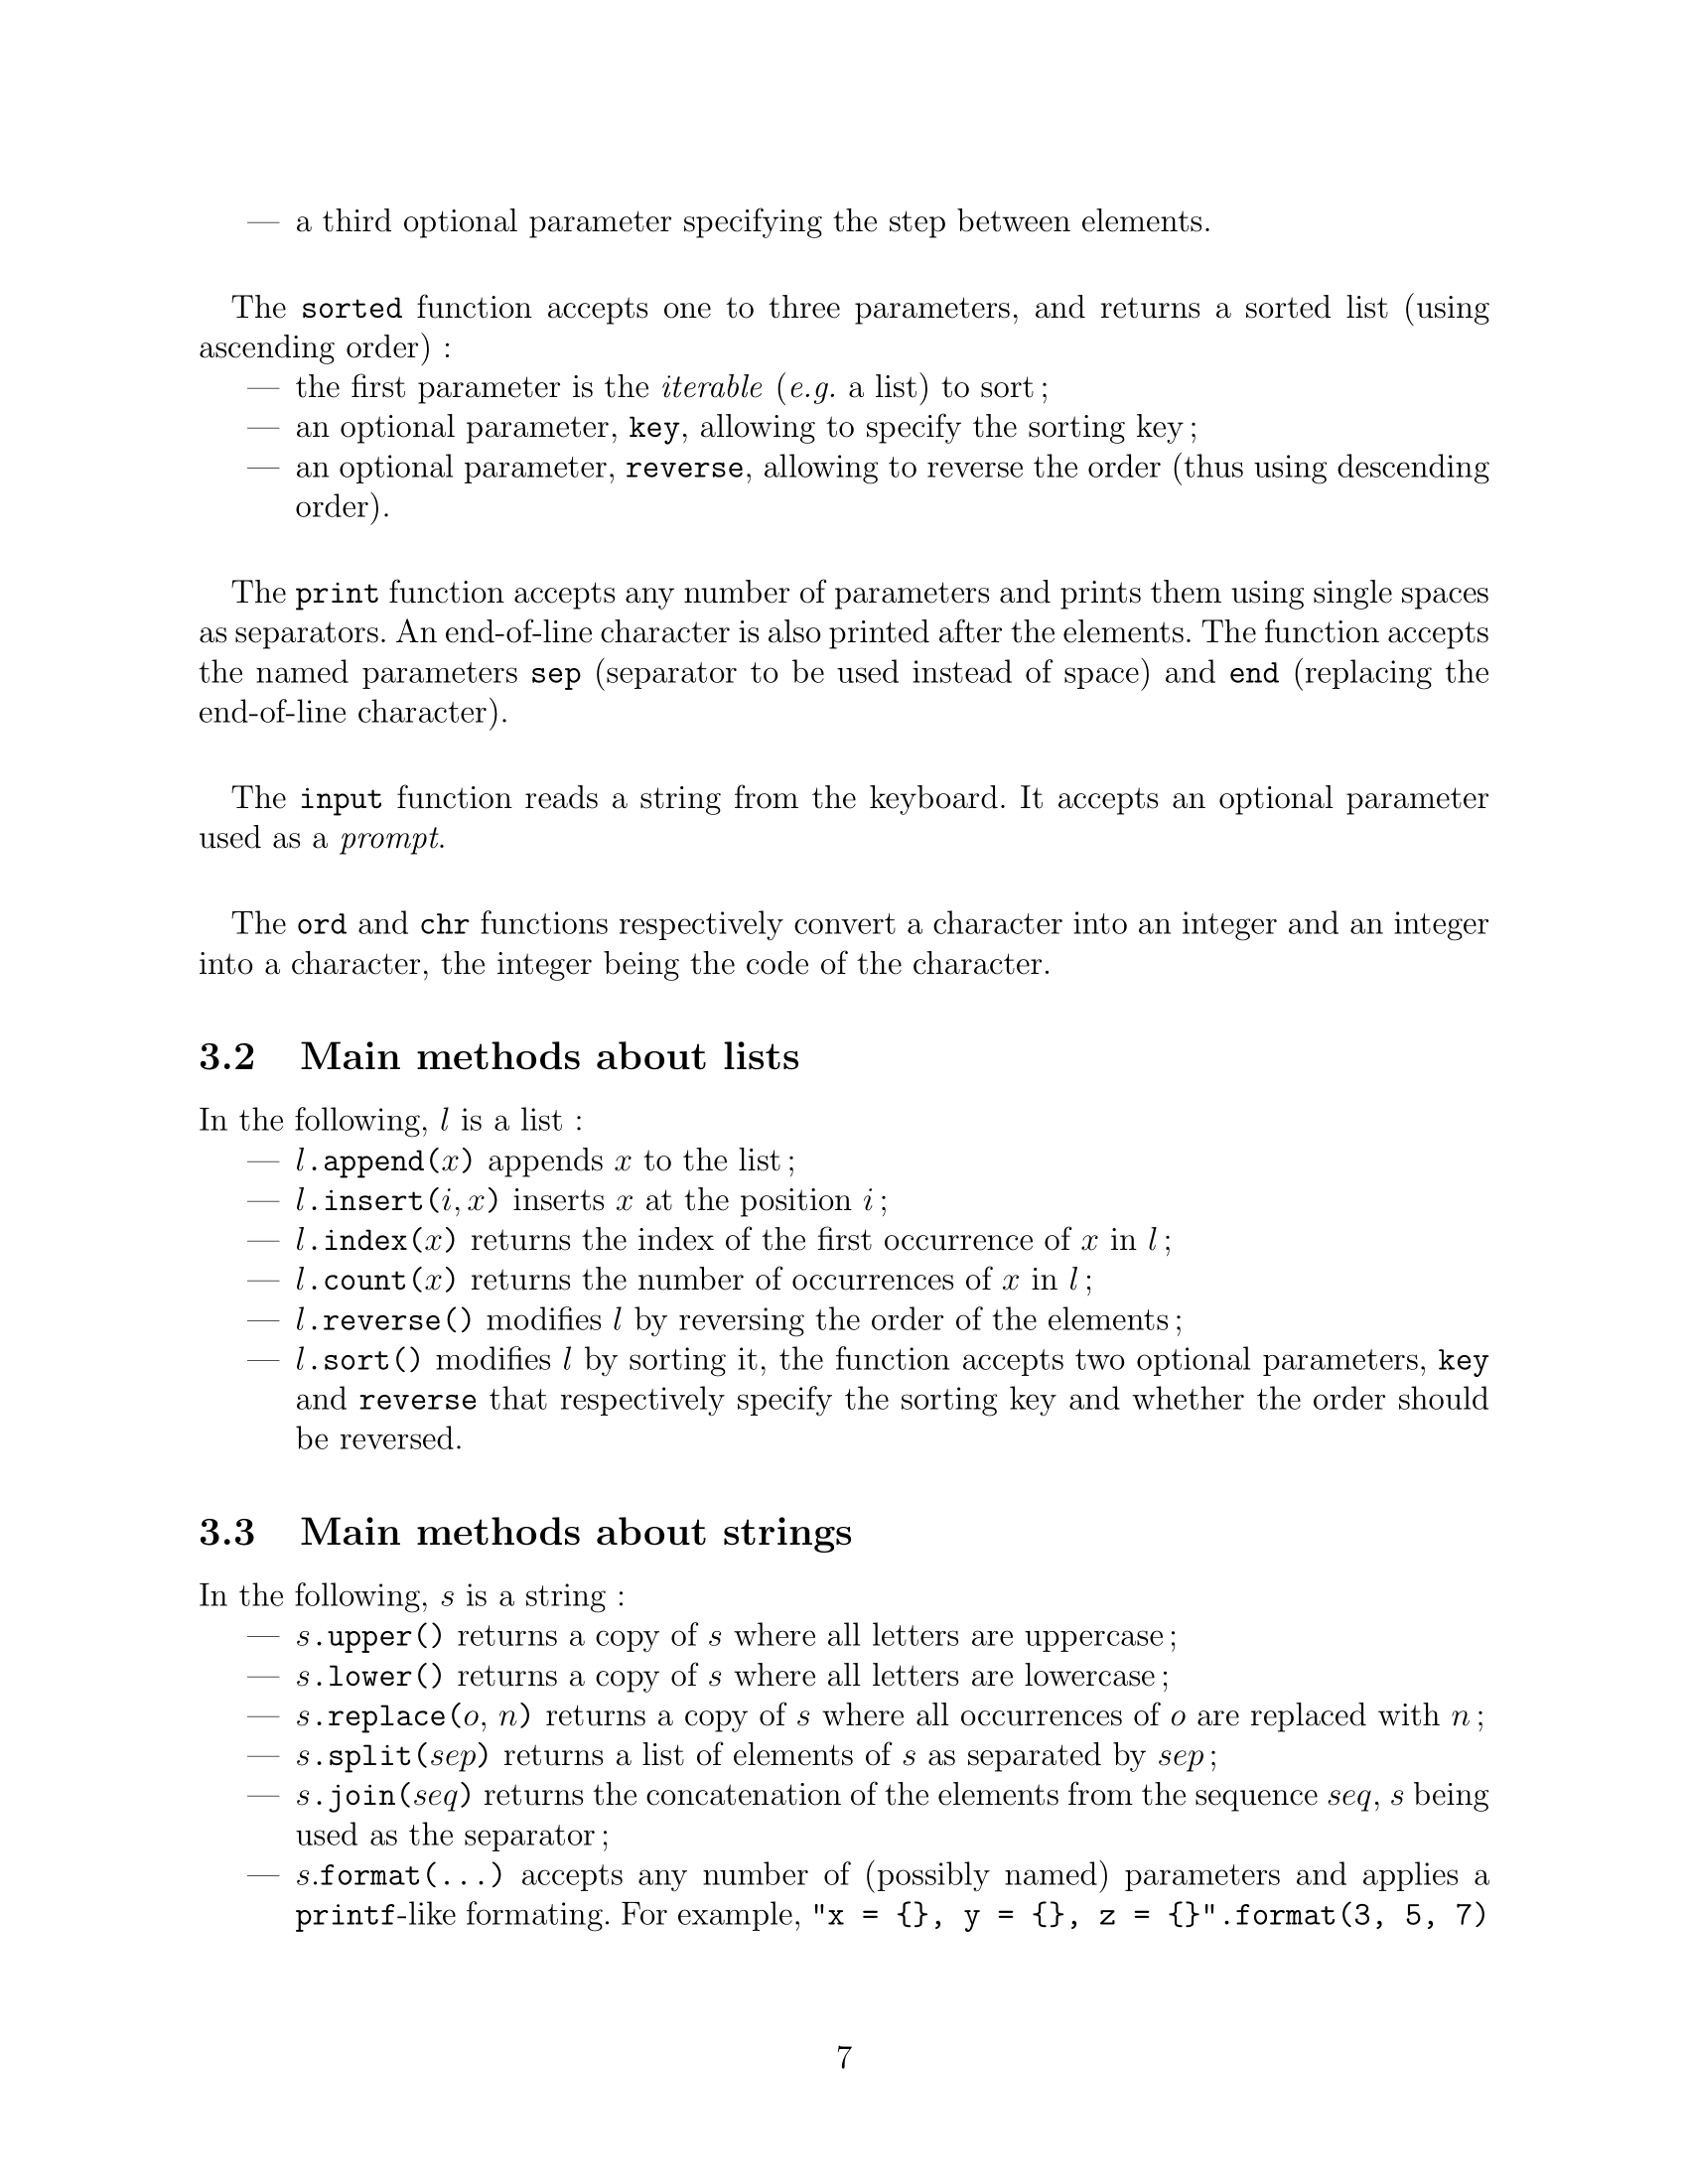 — a third optional parameter specifying the step between elements.
The sorted function accepts one to three parameters, and returns a sorted list (using
ascending order) :
— the first parameter is the iterable (e.g. a list) to sort ;
— an optional parameter, key, allowing to specify the sorting key ;
— an optional parameter, reverse, allowing to reverse the order (thus using descending
order).
The print function accepts any number of parameters and prints them using single spaces
as separators. An end-of-line character is also printed after the elements. The function accepts
the named parameters sep (separator to be used instead of space) and end (replacing the
end-of-line character).
The input function reads a string from the keyboard. It accepts an optional parameter
used as a prompt.
The ord and chr functions respectively convert a character into an integer and an integer
into a character, the integer being the code of the character.
3.2 Main methods about lists
In the following, l is a list :
— l.append(x) appends x to the list ;
— l.insert(i, x) inserts x at the position i ;
— l.index(x) returns the index of the first occurrence of x in l ;
— l.count(x) returns the number of occurrences of x in l ;
— l.reverse() modifies l by reversing the order of the elements ;
— l.sort() modifies l by sorting it, the function accepts two optional parameters, key
and reverse that respectively specify the sorting key and whether the order should
be reversed.
3.3 Main methods about strings
In the following, s is a string :
— s.upper() returns a copy of s where all letters are uppercase ;
— s.lower() returns a copy of s where all letters are lowercase ;
— s.replace(o, n) returns a copy of s where all occurrences of o are replaced with n ;
— s.split(sep) returns a list of elements of s as separated by sep ;
— s.join(seq) returns the concatenation of the elements from the sequence seq, s being
used as the separator ;
— s.format(...) accepts any number of (possibly named) parameters and applies a
printf-like formating. For example, "x = {}, y = {}, z = {}".format(3, 5, 7)
7